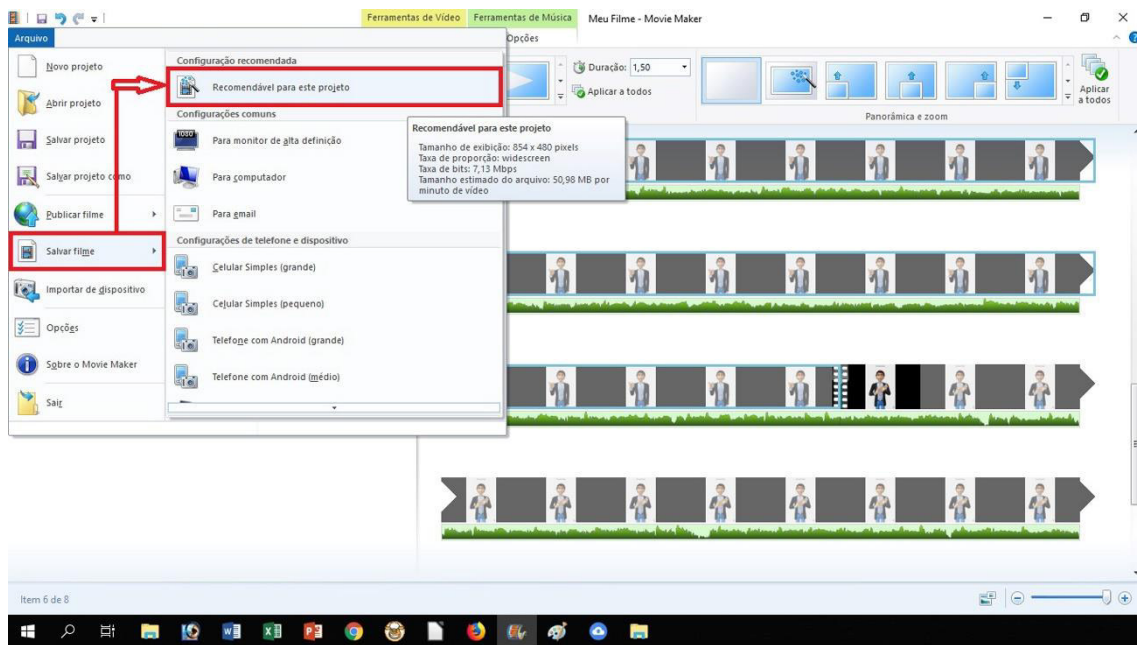 Ferramentas de Vídeo Ferramentas de Música Meu Filme - Movie Maker
Arquivo
Opções
Novo projeto
Abrir projeto
Salvar projeto
Salvar projeto como
Publicar filme
Salvar filme
Importar de dispositivo
Opções
Sobre o Movie Maker
Sair
Configuração recomendada
Recomendável para este projeto
Configurações comuns
Para monitor de alta definição
Para computador
Para email
Configurações de telefone e dispositivo
Celular Simples (grande)
Celular Simples (pequeno)
Telefone com Android (grande)
Telefone com Android (médio)
Recomendável para este projeto
Tamanho de exibição: 854 x 480 pixels
Taxa de proporção: widescreen
Taxa de bits: 7,13 Mbps
Tamanho estimado do arquivo: 50,98 MB por
minuto de vídeo
Duração: 1,50
Aplicar a todos
Panorâmica e zoom
Aplicar
a todos
Item 6 de 8